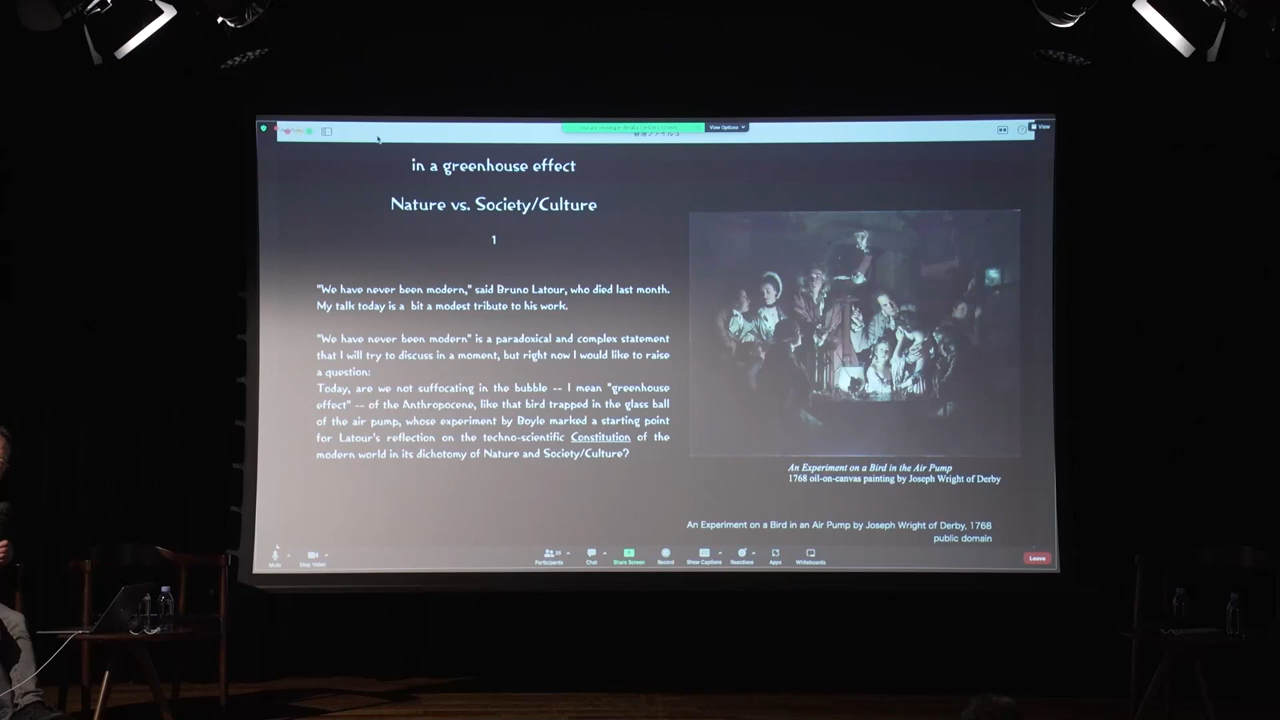 View Options
View
in a greenhouse effect
Nature vs. Society/Culture
1
"We have never been modern," said Bruno Latour, who died last month.
My talk today is a bit a modest tribute to his work.
"We have never been modern" is a paradoxical and complex statement
that I will try to discuss in a moment, but right now I would like to raise
a question:
Today, are we not suffocating in the bubble -- I mean "greenhouse
effect" -- of the Anthropocene, like that bird trapped in the glass ball
of the air pump, whose experiment by Boyle marked a starting point
for Latour's reflection on the techno-scientific Constitution of the
modern world in its dichotomy of Nature and Society/Culture?
An Experiment on a Bird in the Air Pump
1768 oil-on-canvas painting by Joseph Wright of Derby
An Experiment on a Bird in an Air Pump by Joseph Wright of Derby, 1768
public domain
Mute
Stop Video
Participants
Chat
Share Screen
Record
Show Captions
Reactions
Apps
Whiteboards
Leave